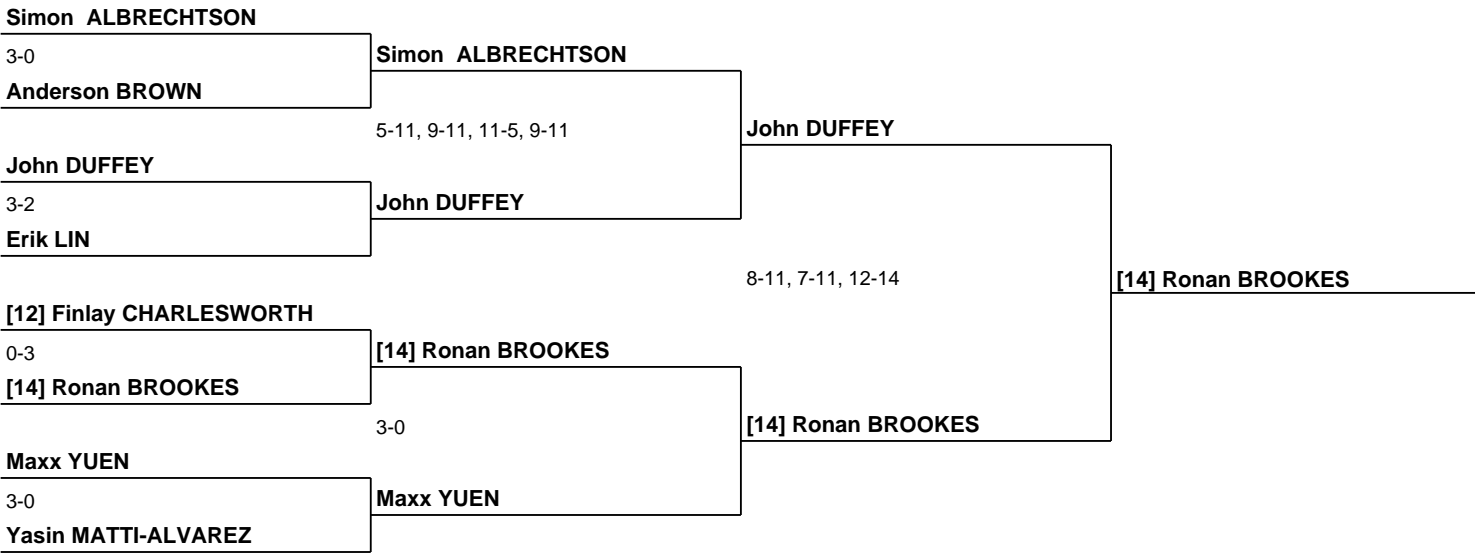 Simon  ALBRECHTSON
3-0
Anderson BROWN
John DUFFEY
3-2
Erik LIN
[12] Finlay CHARLESWORTH
0-3
[14] Ronan BROOKES
Maxx YUEN
3-0
Yasin MATTI-ALVAREZ
Simon  ALBRECHTSON
5-11, 9-11, 11-5, 9-11
John DUFFEY
[14] Ronan BROOKES
3-0
Maxx YUEN
John DUFFEY
8-11, 7-11, 12-14
[14] Ronan BROOKES
[14] Ronan BROOKES